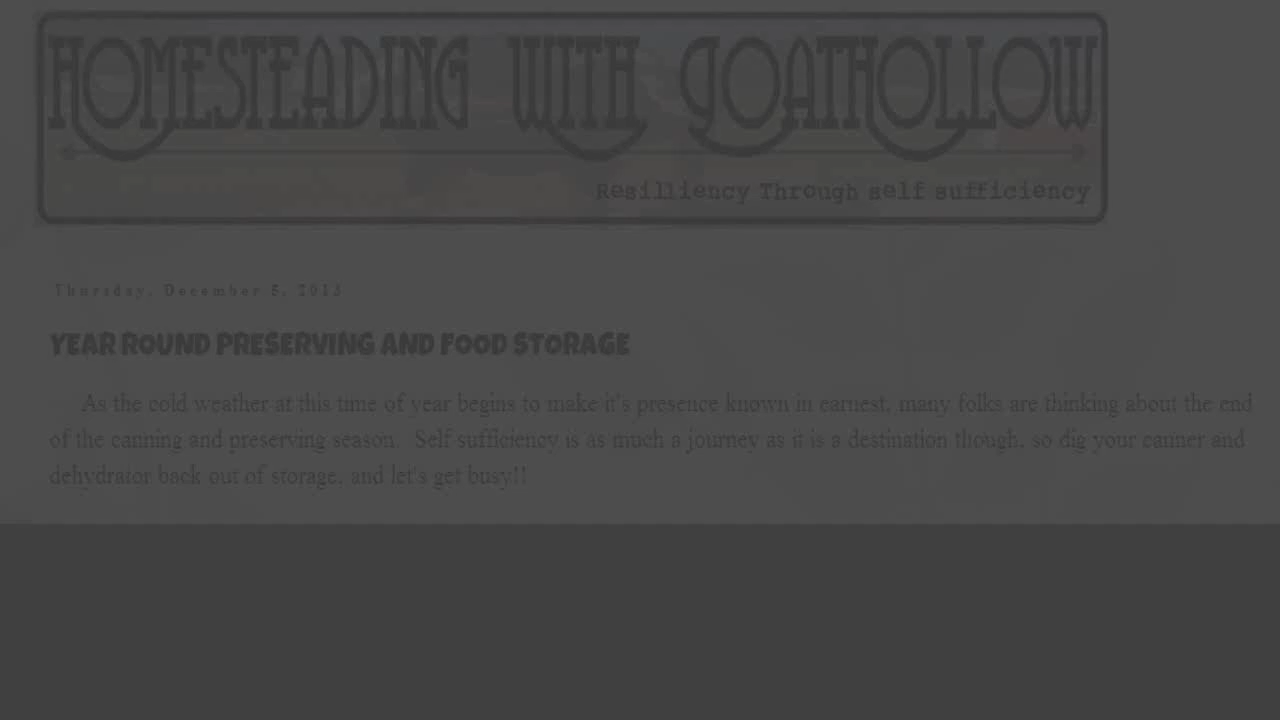 HOMESTEADING WITH GOATHOLLOW
Resilliency Through self sufficiency
Thursday, December 5, 2013
YEAR ROUND PRESERVING AND FOOD STORAGE
As the cold weather at this time of year begins to make it's presence known in earnest, many folks are thinking about the end
of the canning and preserving season. Self sufficiency is as much a journey as it is a destination though, so dig your canner and
dehydrator back out of storage, and let's get busy!!